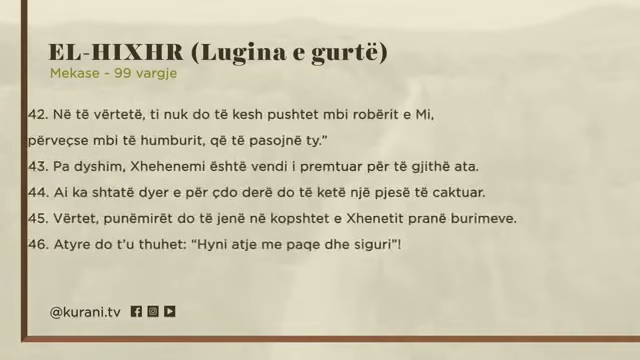 EL-HIXHR (Lugina e gurtë)
Mekase - 99 vargje
42. Në të vërtetë, ti nuk do të kesh pushtet mbi robërit e Mi,
përveçse mbi të humburit, që të pasojnë ty.”
43. Pa dyshim, Xhehenemi është vendi i premtuar për të gjithë ata.
44. Ai ka shtatë dyer e për çdo derë do të ketë një pjesë të caktuar.
45. Vërtet, punëmirët do të jenë në kopshtet e Xhenetit pranë burimeve.
46. Atyre do t’u thuhet: “Hyni atje me paqe dhe siguri”!
@kurani.tv